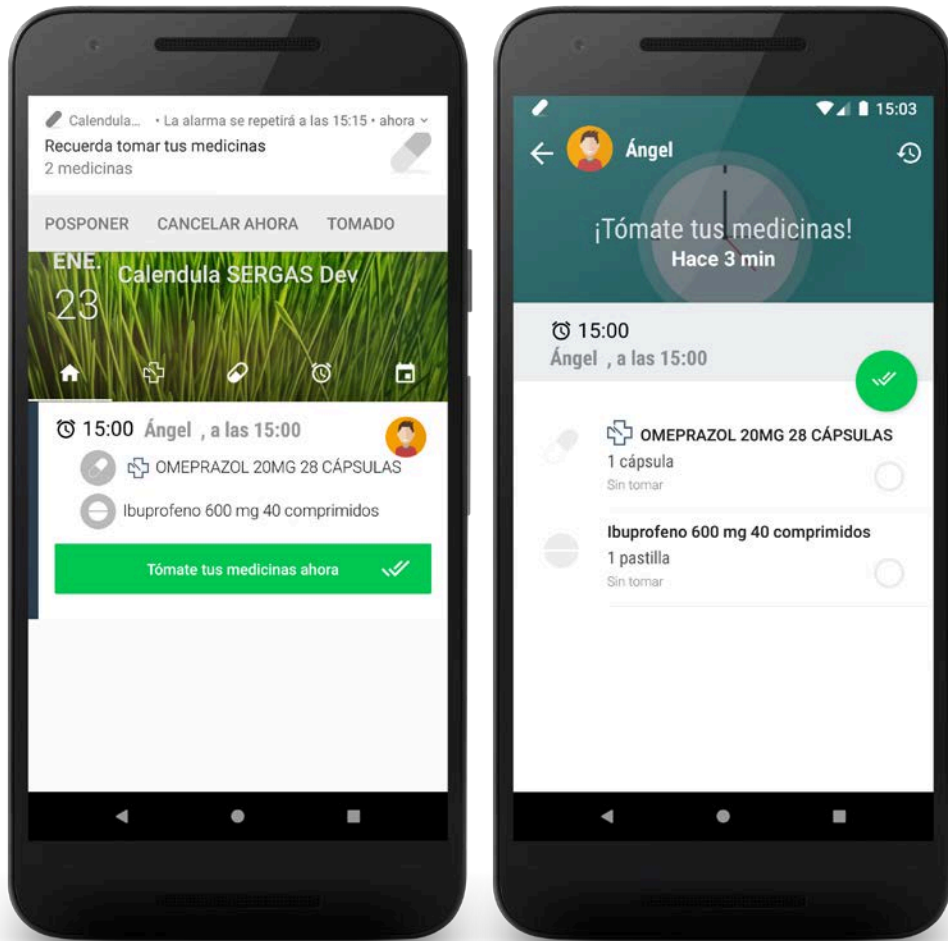 Calendula... • La alarma se repetirá a las 15:15 • ahora
Recuerda tomar tus medicinas
2 medicinas
POSPONER CANCELAR AHORA TOMADO
ENE.
23
Calendula SERGAS Dev
15:00 Ángel , a las 15:00
OMEPRAZOL 20MG 28 CÁPSULAS
Ibuprofeno 600 mg 40 comprimidos
Tómate tus medicinas ahora
15:03
Ángel
¡Tómate tus medicinas!
Hace 3 min
15:00
Ángel , a las 15:00
OMEPRAZOL 20MG 28 CÁPSULAS
1 cápsula
Sin tomar
Ibuprofeno 600 mg 40 comprimidos
1 pastilla
Sin tomar